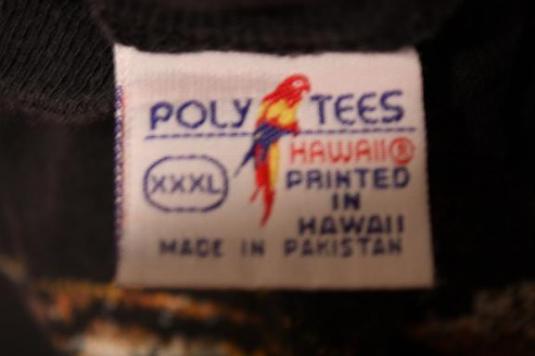 POLY TEES
HAWAII®
XXXL
PRINTED
IN
HAWAII
MADE IN PAKISTAN